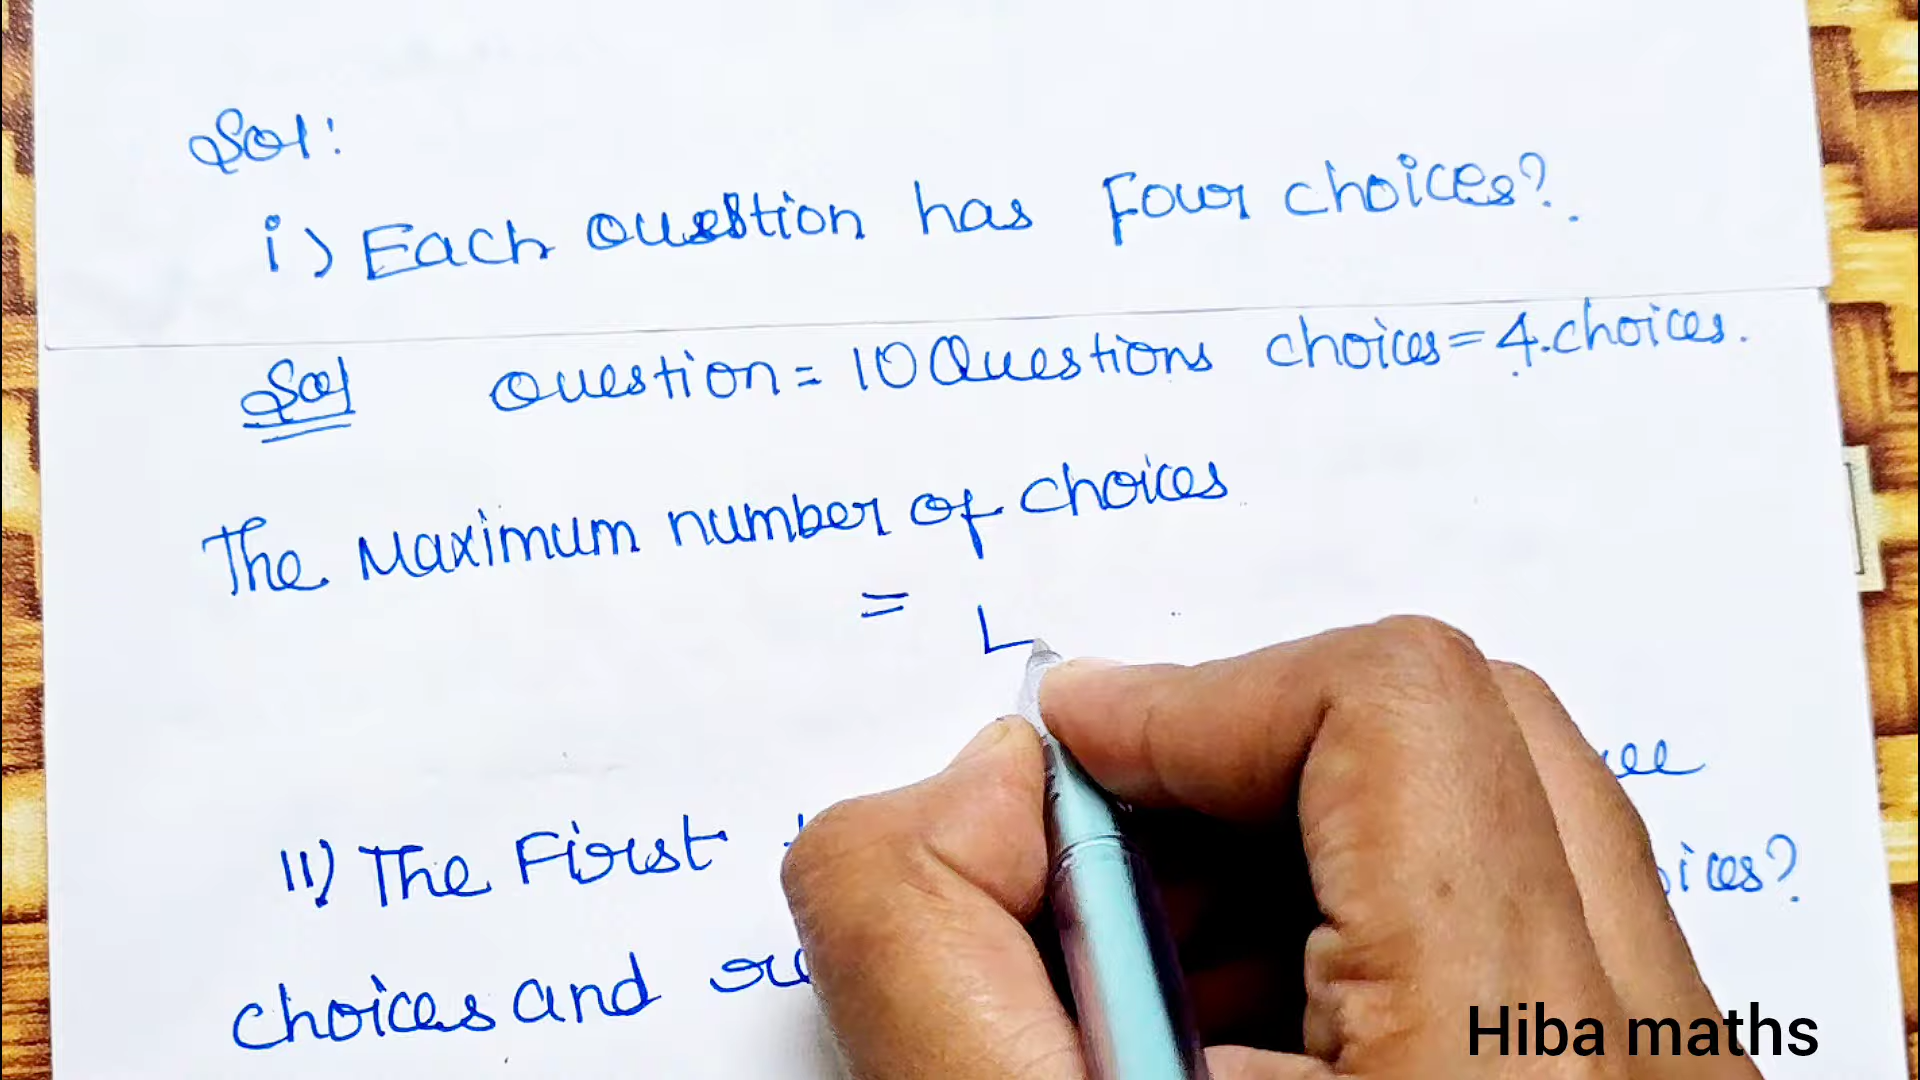 Sol:
i) Each question has Four choices?
Sol question = 10 Questions choices = 4.choices.
The Maximum number of choices
=
ii) The First
choices?
choices and
Hiba maths